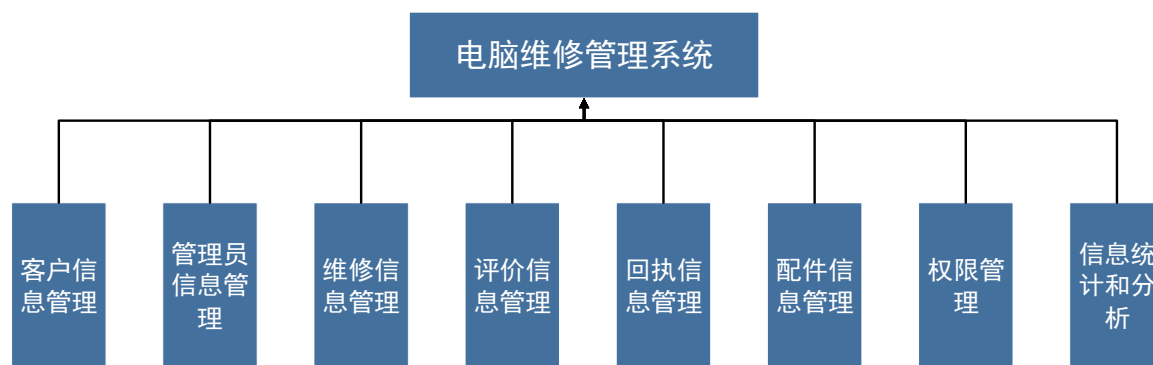 电脑维修管理系统
客户信
息管理
管理员
信息管
理
维修信
息管理
评价信
息管理
回执信
息管理
配件信
息管理
权限管
理
信息统
计和分
析